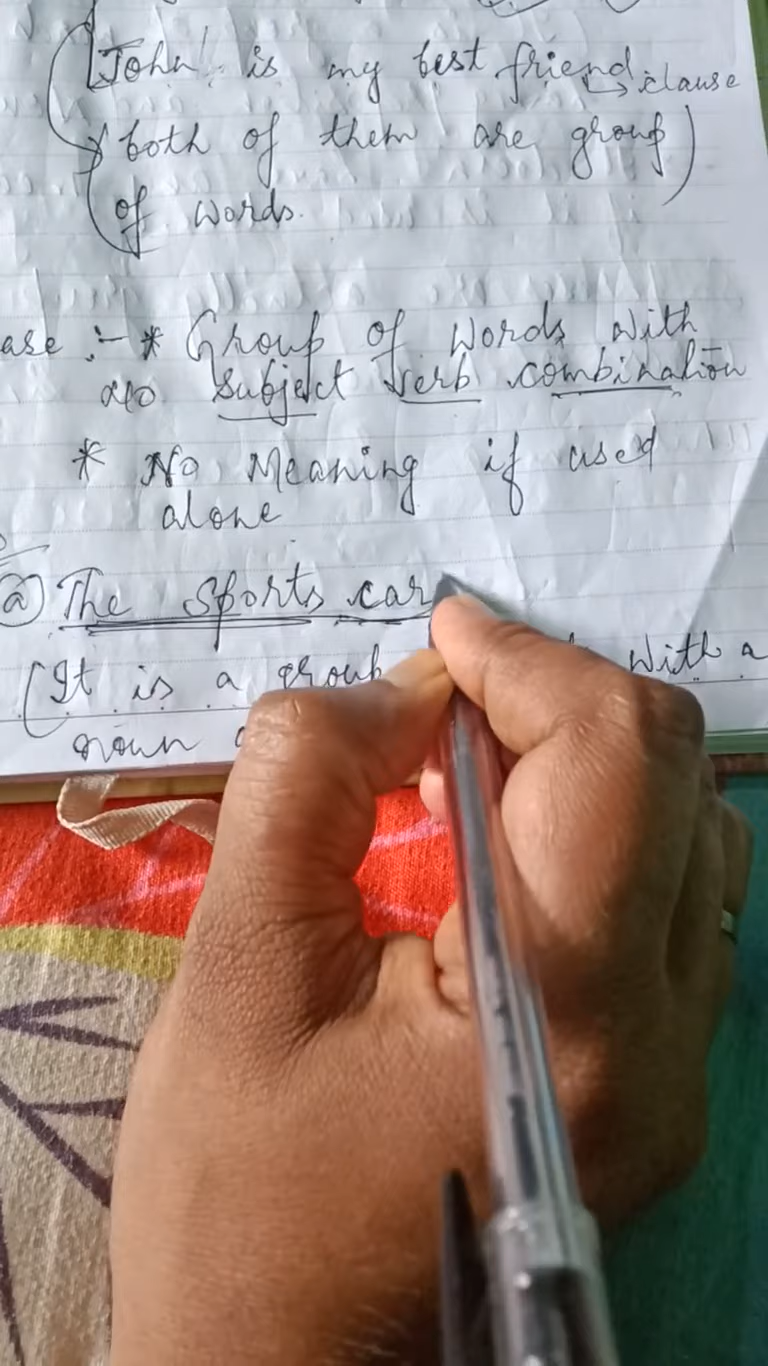 John is my best friend → clause
both of them are group)
of words.
ase :- * Group of Words with
no subject verb combination
* No Meaning if used
alone
(a) The sports car
(It is a group with a
noun